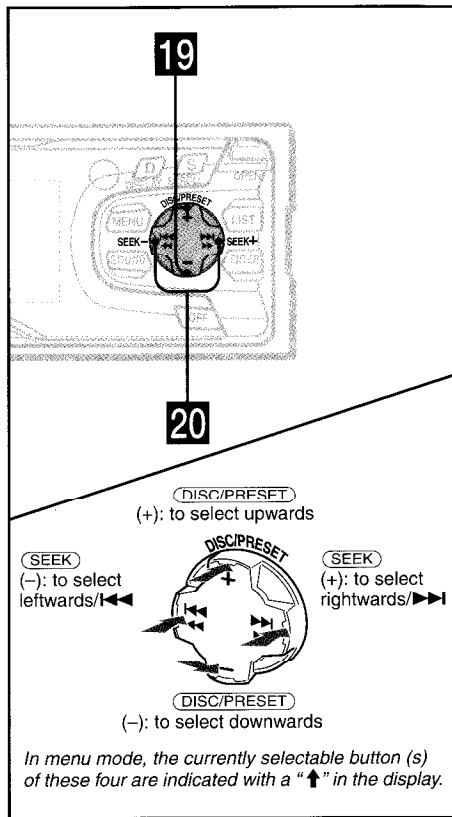 19
D S
OPEN
DISC/PRESET
MENU LIST
+
SEEK– SEEK+
SOUND
–
OFF
20
DISC/PRESET
(+): to select upwards
SEEK
(–): to select
leftwards/⏮◀◀
DISC/PRESET
+
–
SEEK
(+): to select
rightwards/▶▶|
DISC/PRESET
(–): to select downwards
In menu mode, the currently selectable button (s)
of these four are indicated with a “⬆” in the display.